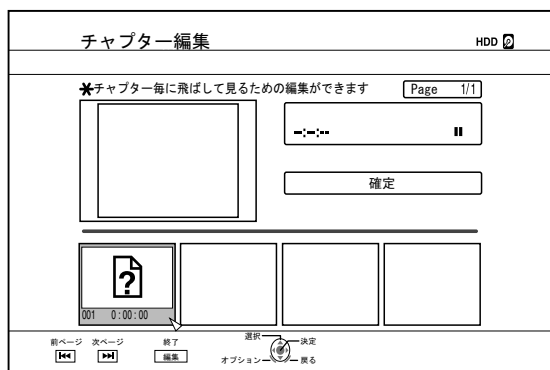 チャプター編集 HDD
チャプター毎に飛ばして見るための編集ができます Page 1/1
-:--:--
確定
?
001 0:00:00
前ページ 次ページ 終了 選択 決定
編集 オプション 戻る